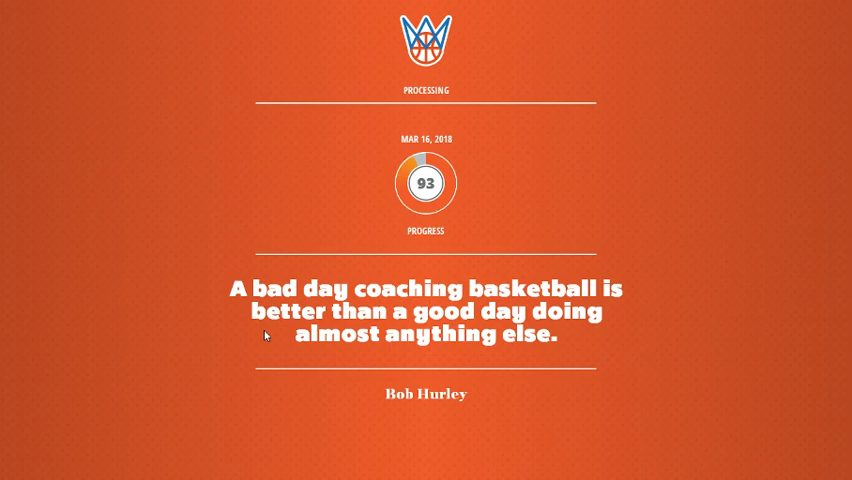 PROCESSING
MAR 16, 2018
93
PROGRESS
A bad day coaching basketball is
better than a good day doing
almost anything else.
Bob Hurley